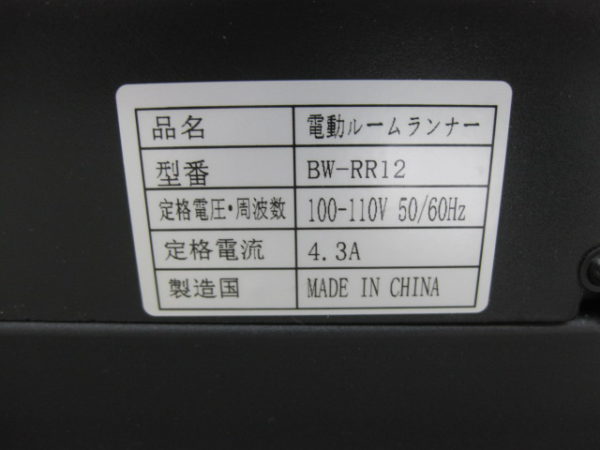 品名 電動ルームランナー
型番 BW-RR12
定格電圧・周波数 100-110V 50/60Hz
定格電流 4.3A
製造国 MADE IN CHINA